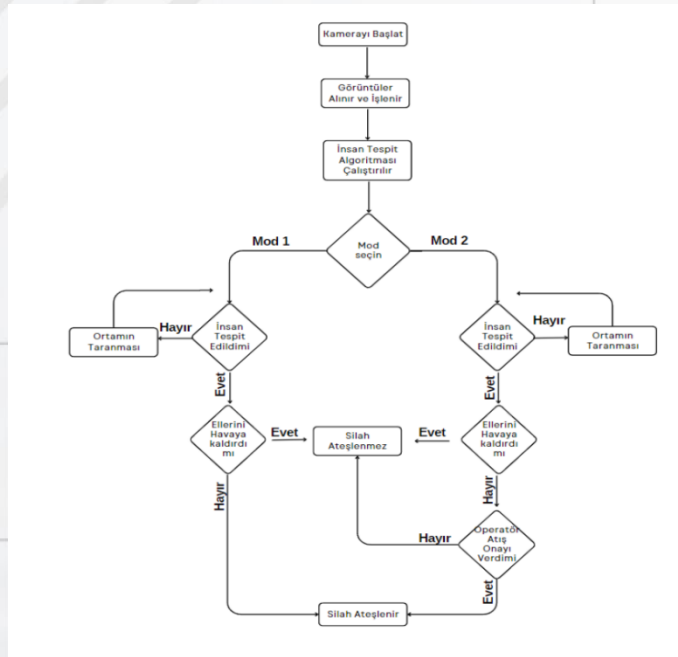 Kamerayı Başlat
Görüntüler
Alınır ve İşlenir
İnsan Tespit
Algoritması
Çalıştırılır
Mod
seçin
Mod 1
Mod 2
İnsan
Tespit
Edildimi
Hayır
Ortamın
Taranması
İnsan
Tespit
Edildimi
Hayır
Ortamın
Taranması
Evet
Evet
Ellerini
Havaya
kaldırdı
mı
Evet
Silah
Ateşlenmez
Evet
Ellerini
Havaya
kaldırdı
mı
Hayır
Hayır
Operatör
Atış
Onayı
Verdimi
Hayır
Evet
Silah Ateşlenir